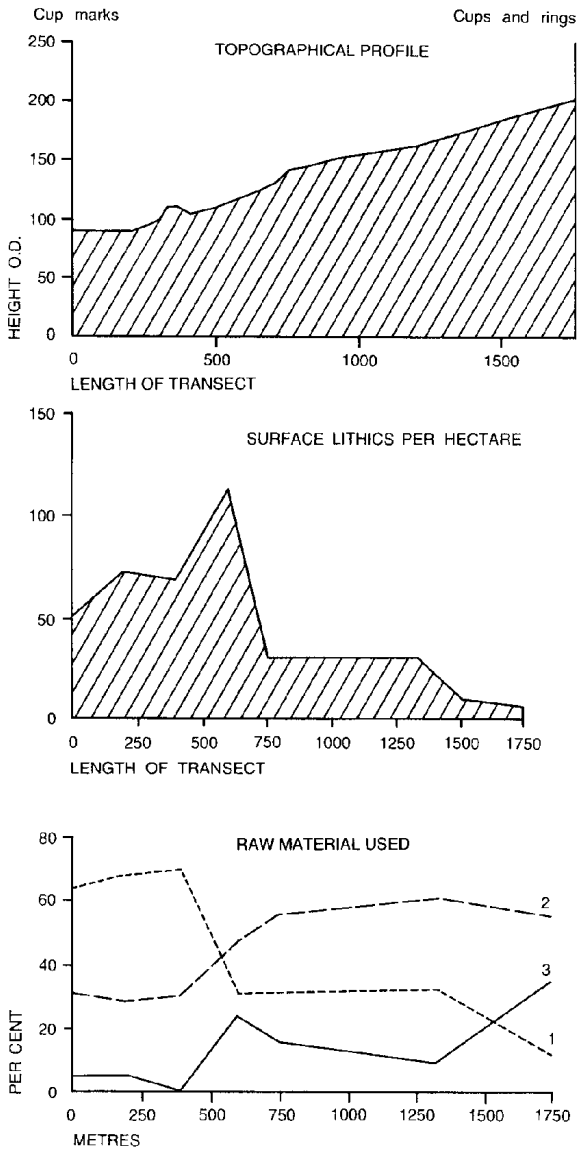 Cup marks Cups and rings
TOPOGRAPHICAL PROFILE
250
200
150
100
50
0
HEIGHT O.D.
0 500 1000 1500
LENGTH OF TRANSECT
SURFACE LITHICS PER HECTARE
150
100
50
0
0 250 500 750 1000 1250 1500 1750
LENGTH OF TRANSECT
RAW MATERIAL USED
80
60
40
20
0
PER CENT
2
3
1
0 250 500 750 1000 1250 1500 1750
METRES